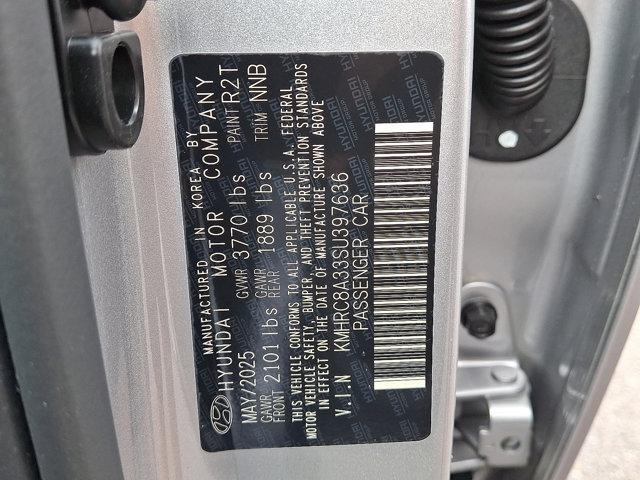 MANUFACTURED IN KOREA BY
HYUNDAI MOTOR COMPANY
MAY/2025 GVWR 3770 lbs PAINT R2T
GAWR FRONT 2101 lbs GAWR REAR 1889 lbs TRIM NNB
THIS VEHICLE CONFORMS TO ALL APPLICABLE U.S.A. FEDERAL
MOTOR VEHICLE SAFETY, BUMPER, AND THEFT PREVENTION STANDARDS
IN EFFECT ON THE DATE OF MANUFACTURE SHOWN ABOVE
V.I.N KMHRC8A33SU397636
PASSENGER CAR